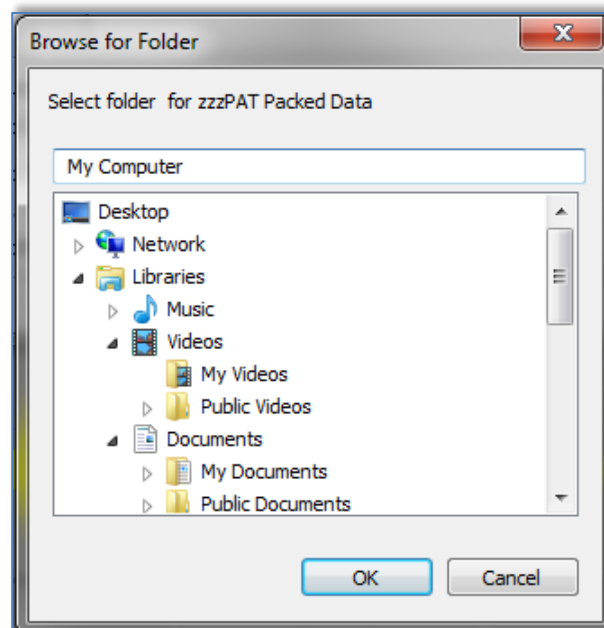 Browse for Folder
Select folder  for zzzPAT Packed Data
My Computer
Desktop
Network
Libraries
Music
Videos
My Videos
Public Videos
Documents
My Documents
Public Documents
OK
Cancel